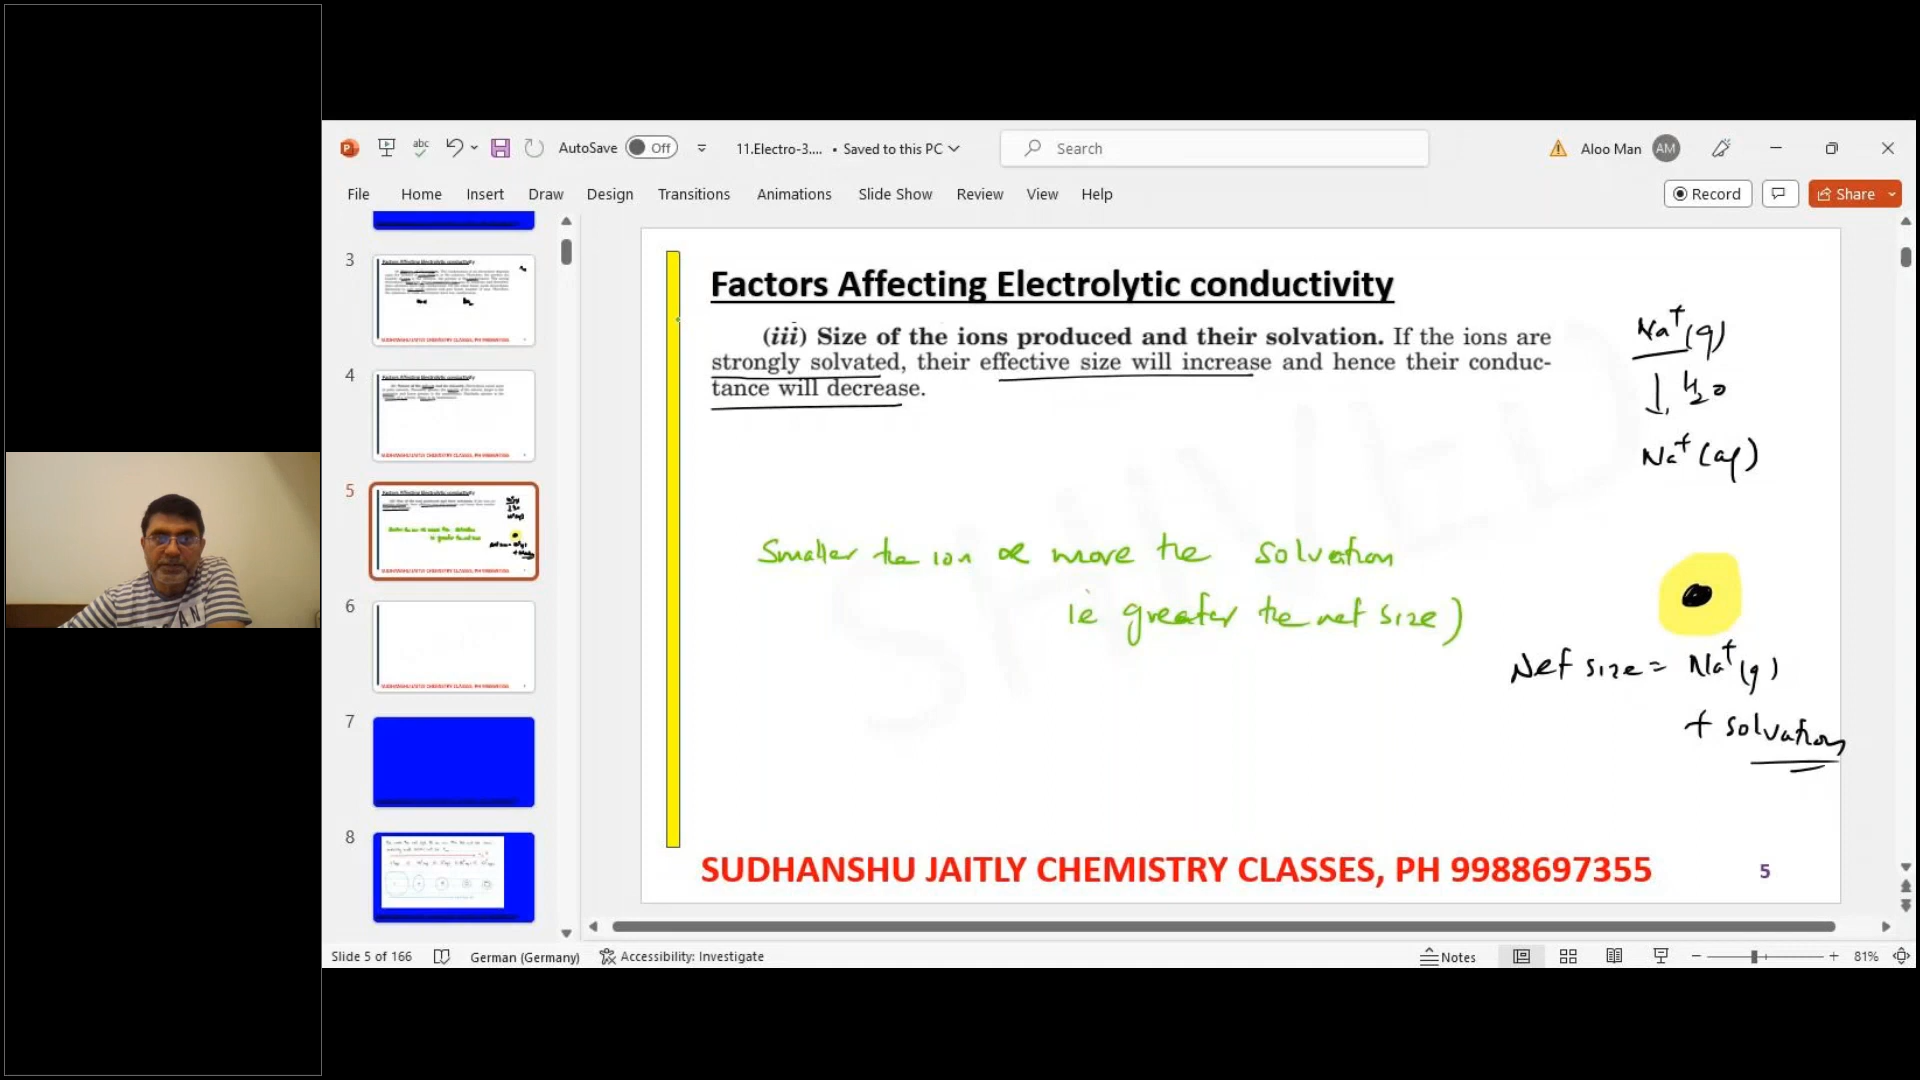 AutoSave Off 11.Electro-3.... • Saved to this PC Search Aloo Man AM
File Home Insert Draw Design Transitions Animations Slide Show Review View Help Record Share
3
4
5
6
7
8
Factors Affecting Electrolytic conductivity
(iii) Size of the ions produced and their solvation. If the ions are
strongly solvated, their effective size will increase and hence their conduc-
tance will decrease.
Na+(g)
↓ H2O
Na+(aq)
Smaller the ion ∝ more the solvation
ie greater the net size)
Net size = Na+(g)
+ solvation
SHIVED
SUDHANSHU JAITLY CHEMISTRY CLASSES, PH 9988697355 5
Slide 5 of 166 German (Germany) Accessibility: Investigate Notes 81%